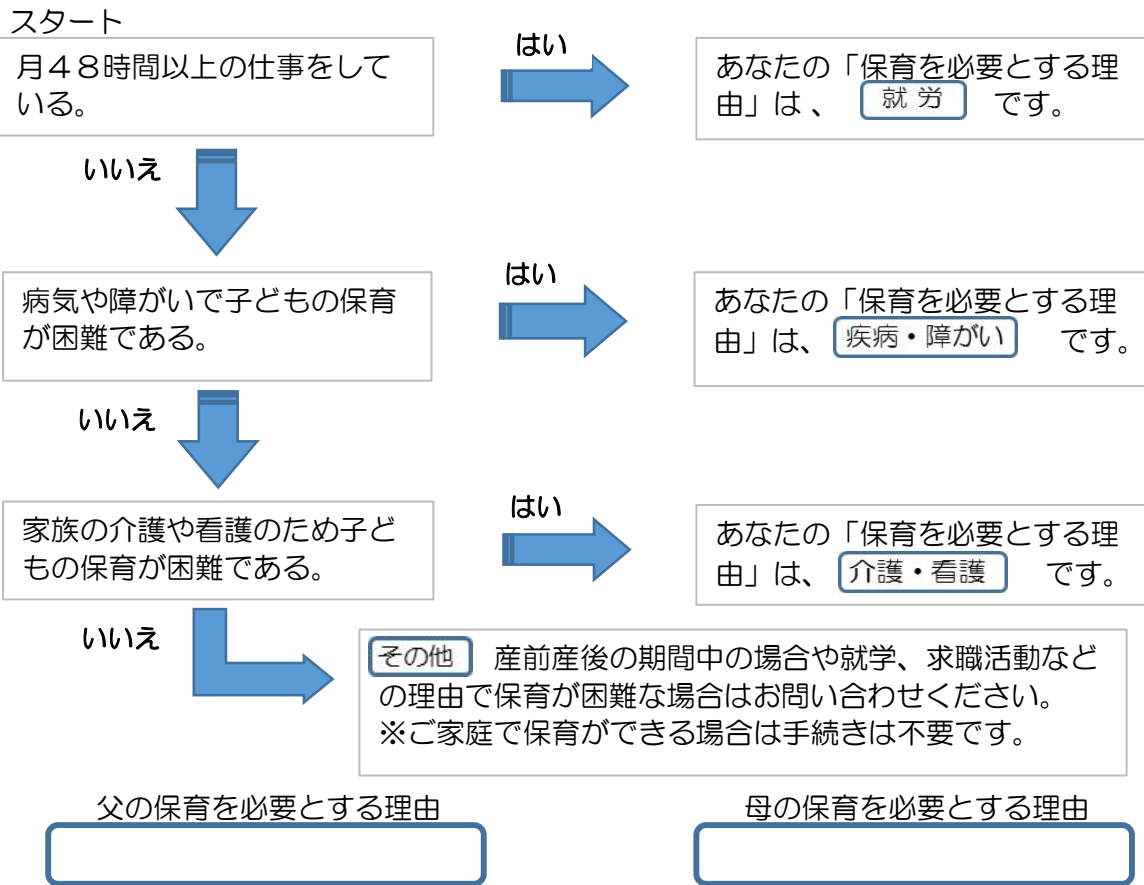 スタート
月４８時間以上の仕事をして
いる。
はい
あなたの「保育を必要とする理
由」は 、 就 労 です。
いいえ
病気や障がいで子どもの保育
が困難である。
はい
あなたの「保育を必要とする理
由」は、 疾病・障がい です。
いいえ
家族の介護や看護のため子ど
もの保育が困難である。
はい
あなたの「保育を必要とする理
由」は、 介護・看護 です。
いいえ
その他 産前産後の期間中の場合や就学、求職活動など
の理由で保育が困難な場合はお問い合わせください。
※ご家庭で保育ができる場合は手続きは不要です。
父の保育を必要とする理由
母の保育を必要とする理由